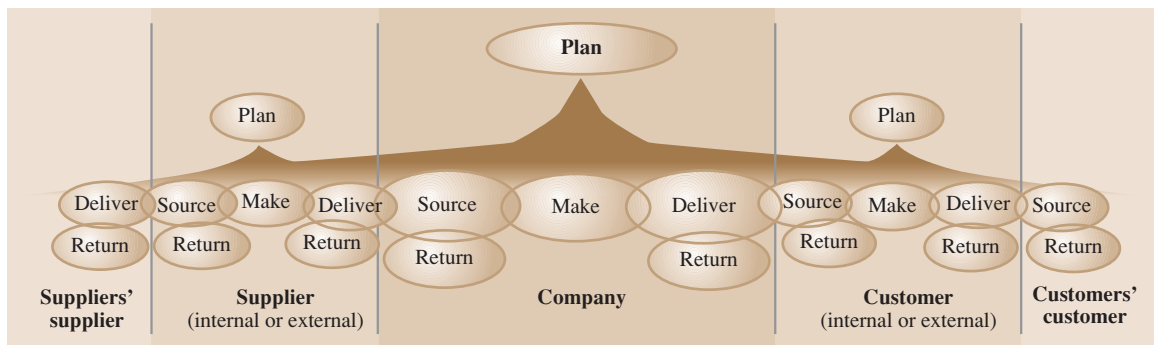 Plan
Plan
Plan
Deliver
Source
Make
Deliver
Source
Make
Deliver
Source
Make
Deliver
Source
Return
Return
Return
Return
Return
Return
Return
Return
Suppliers’
supplier
Supplier
(internal or external)
Company
Customer
(internal or external)
Customers’
customer